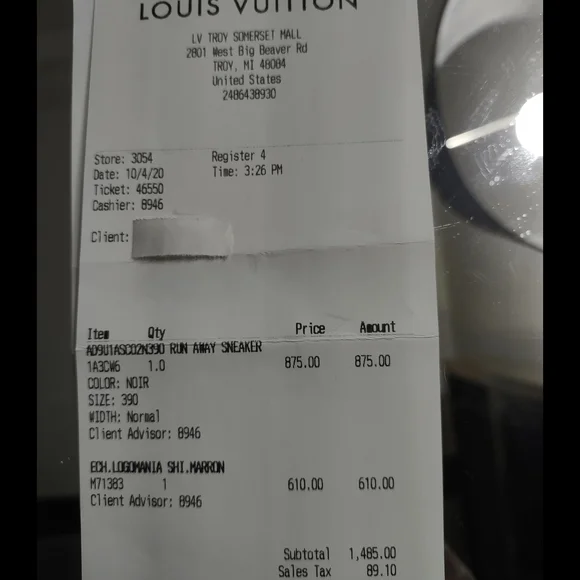 LOUIS VUITTON
LV TROY SOMERSET MALL
2801 West Big Beaver Rd
TROY, MI 48084
United States
2486438930
Store: 3054 Register 4
Date: 10/4/20 Time: 3:26 PM
Ticket: 46550
Cashier: 8946
Client:
Item Qty Price Amount
AD9U1ASC02N390 RUN AWAY SNEAKER
1A3CW6 1.0 875.00 875.00
COLOR: NOIR
SIZE: 390
WIDTH: Normal
Client Advisor: 8946
ECH.LOGOMANIA SHI.MARRON
M71383 1 610.00 610.00
Client Advisor: 8946
Subtotal 1,485.00
Sales Tax 89.10